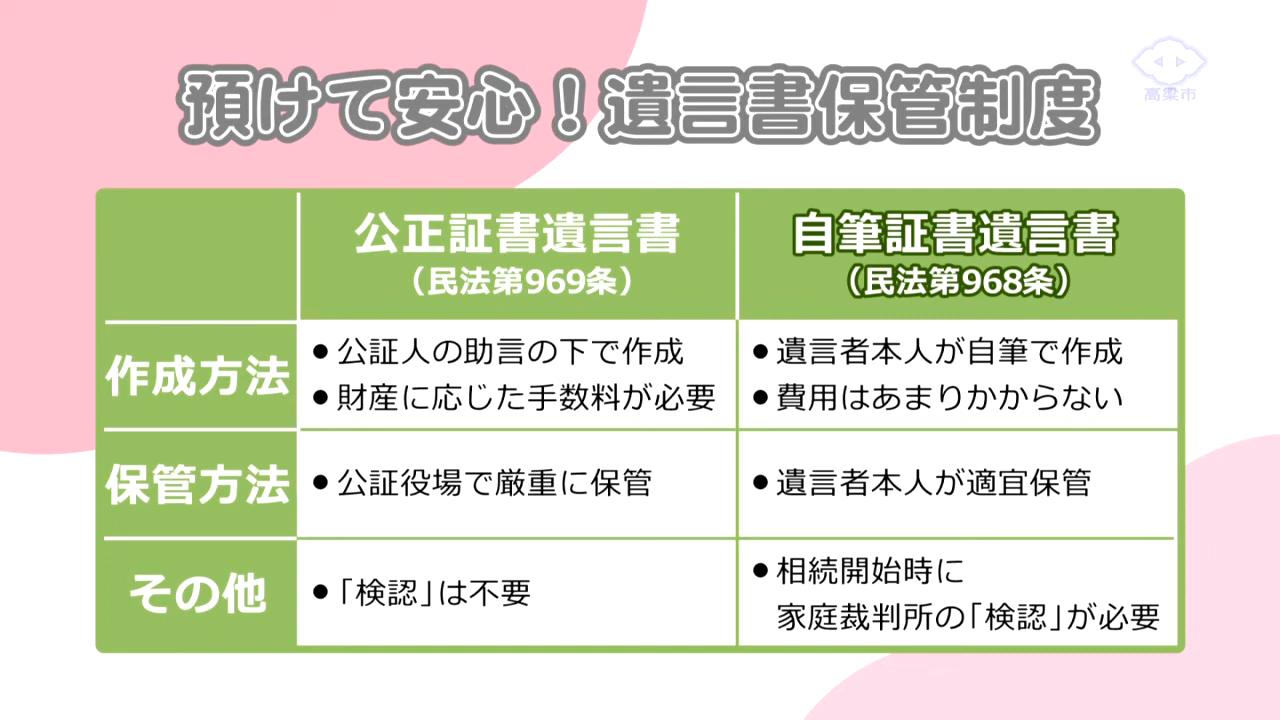 預けて安心！遺言書保管制度
高梁市
公正証書遺言書
（民法第969条）
自筆証書遺言書
（民法第968条）
作成方法
●公証人の助言の下で作成
●財産に応じた手数料が必要
●遺言者本人が自筆で作成
●費用はあまりかからない
保管方法
●公証役場で厳重に保管
●遺言者本人が適宜保管
その他
●「検認」は不要
●相続開始時に
家庭裁判所の「検認」が必要